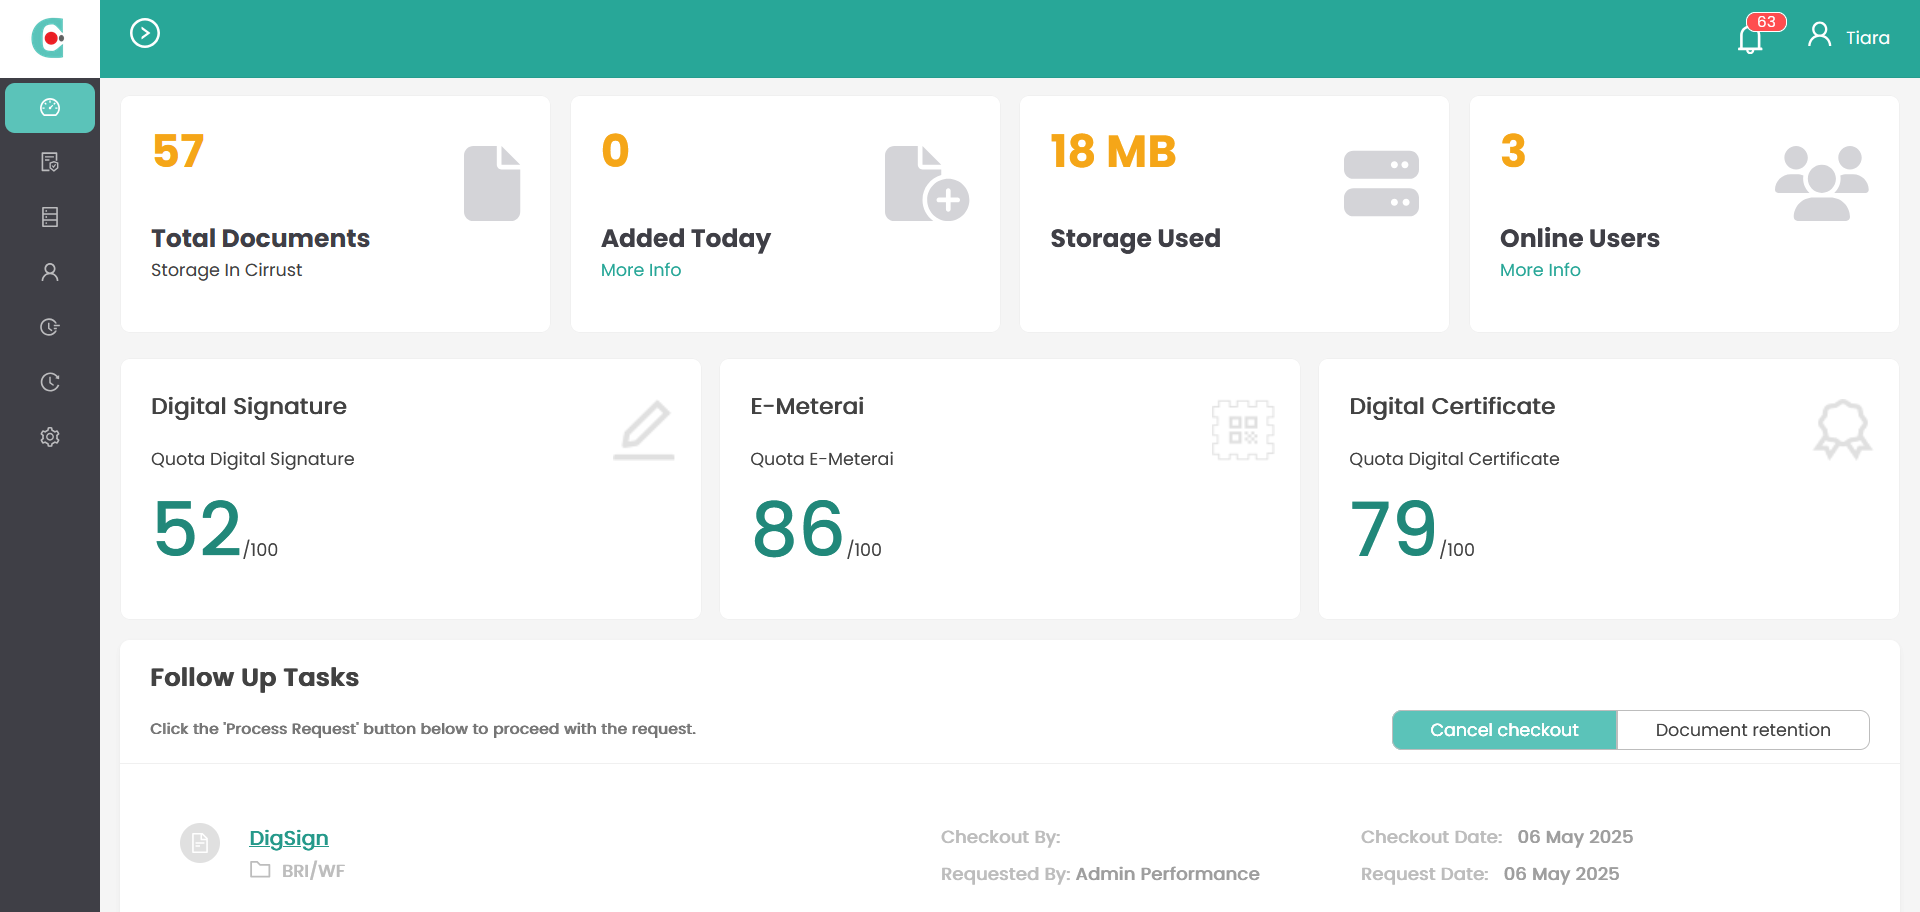 63
Tiara
57
Total Documents
Storage In Cirrust
0
Added Today
More Info
18 MB
Storage Used
3
Online Users
More Info
Digital Signature
Quota Digital Signature
52/100
E-Meterai
Quota E-Meterai
86/100
Digital Certificate
Quota Digital Certificate
79/100
Follow Up Tasks
Click the 'Process Request' button below to proceed with the request.
Cancel checkout
Document retention
DigSign
BRI/WF
Checkout By:
Requested By: Admin Performance
Checkout Date: 06 May 2025
Request Date: 06 May 2025